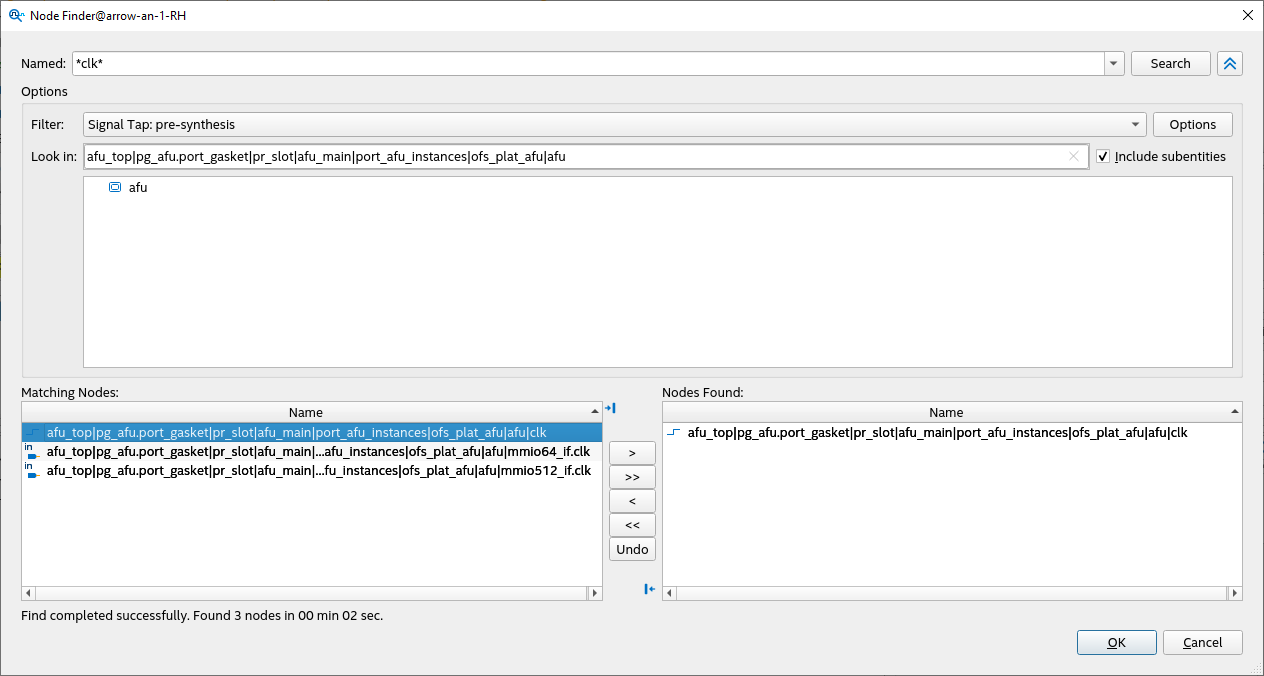 Node Finder@arrow-an-1-RH
Named: *clk* Search
Options
Filter: Signal Tap: pre-synthesis Options
Look in: afu_top|pg_afu.port_gasket|pr_slot|afu_main|port_afu_instances|ofs_plat_afu|afu Include subentities
afu
Matching Nodes:
Name
afu_top|pg_afu.port_gasket|pr_slot|afu_main|port_afu_instances|ofs_plat_afu|afu|clk
in afu_top|pg_afu.port_gasket|pr_slot|afu_main|...afu_instances|ofs_plat_afu|afu|mmio64_if.clk
in afu_top|pg_afu.port_gasket|pr_slot|afu_main|...fu_instances|ofs_plat_afu|afu|mmio512_if.clk
>
>>
<
<<
Undo
Nodes Found:
Name
afu_top|pg_afu.port_gasket|pr_slot|afu_main|port_afu_instances|ofs_plat_afu|afu|clk
Find completed successfully. Found 3 nodes in 00 min 02 sec.
OK Cancel